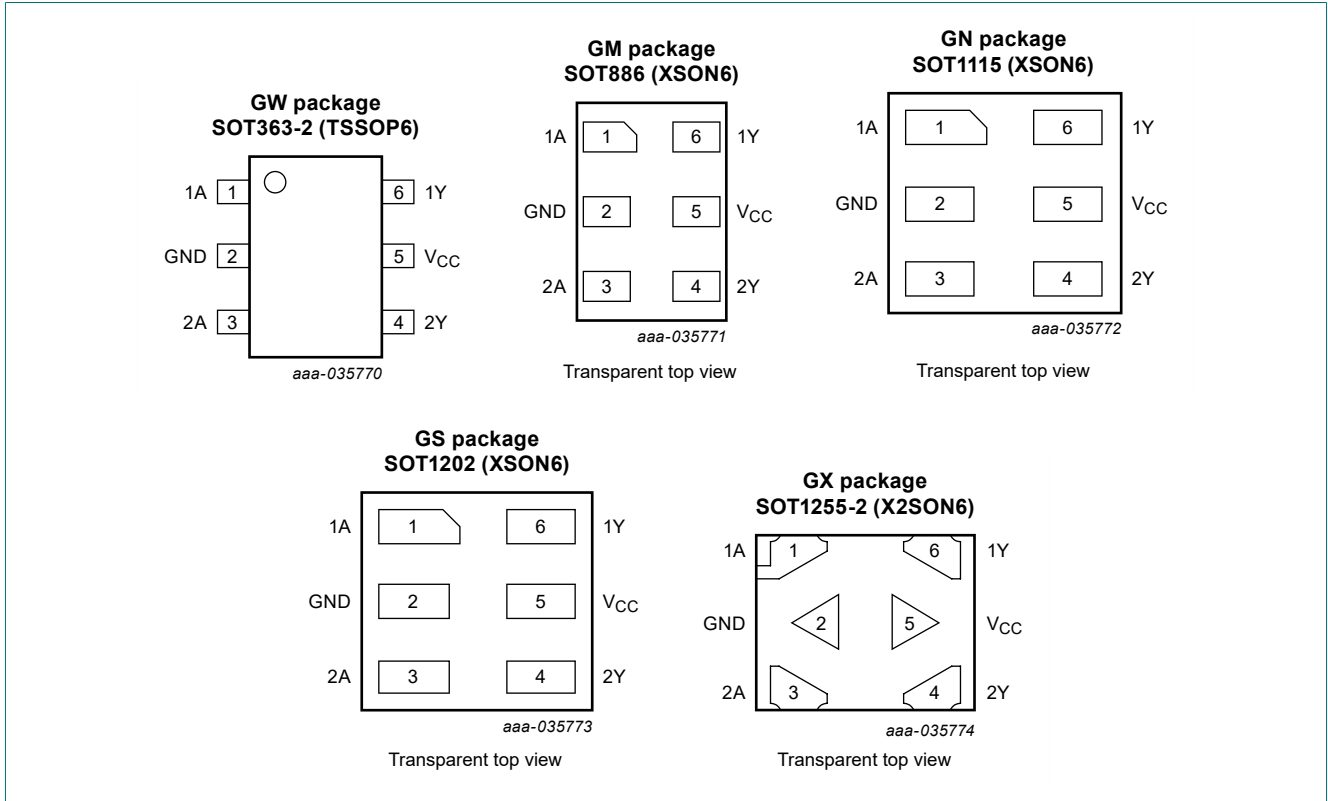 GW package
SOT363-2 (TSSOP6)
1A 1 6 1Y
GND 2 5 VCC
2A 3 4 2Y
aaa-035770
GM package
SOT886 (XSON6)
1A 1 6 1Y
GND 2 5 VCC
2A 3 4 2Y
aaa-035771
Transparent top view
GN package
SOT1115 (XSON6)
1A 1 6 1Y
GND 2 5 VCC
2A 3 4 2Y
aaa-035772
Transparent top view
GS package
SOT1202 (XSON6)
1A 1 6 1Y
GND 2 5 VCC
2A 3 4 2Y
aaa-035773
Transparent top view
GX package
SOT1255-2 (X2SON6)
1A 1 6 1Y
GND 2 5 VCC
2A 3 4 2Y
aaa-035774
Transparent top view